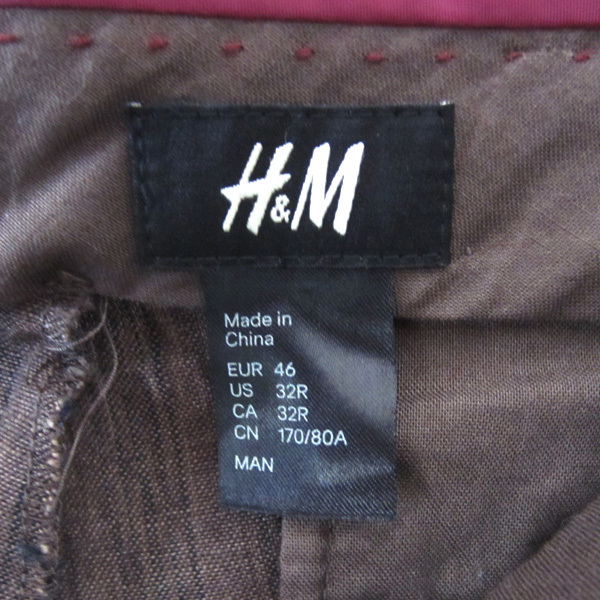 H&M
Made in
China
EUR 46
US 32R
CA 32R
CN 170/80A
MAN